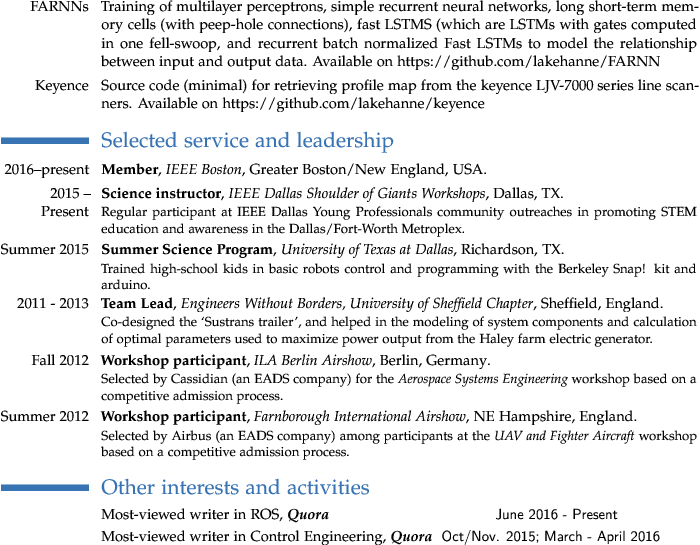 FARNNs Training of multilayer perceptrons, simple recurrent neural networks, long short-term mem-
ory cells (with peep-hole connections), fast LSTMS (which are LSTMs with gates computed
in one fell-swoop, and recurrent batch normalized Fast LSTMs to model the relationship
between input and output data. Available on https://github.com/lakehanne/FARNN
Keyence Source code (minimal) for retrieving profile map from the keyence LJV-7000 series line scan-
ners. Available on https://github.com/lakehanne/keyence
Selected service and leadership
2016–present Member, IEEE Boston, Greater Boston/New England, USA.
2015 – Science instructor, IEEE Dallas Shoulder of Giants Workshops, Dallas, TX.
Present Regular participant at IEEE Dallas Young Professionals community outreaches in promoting STEM
education and awareness in the Dallas/Fort-Worth Metroplex.
Summer 2015 Summer Science Program, University of Texas at Dallas, Richardson, TX.
Trained high-school kids in basic robots control and programming with the Berkeley Snap! kit and
arduino.
2011 - 2013 Team Lead, Engineers Without Borders, University of Sheffield Chapter, Sheffield, England.
Co-designed the ‘Sustrans trailer’, and helped in the modeling of system components and calculation
of optimal parameters used to maximize power output from the Haley farm electric generator.
Fall 2012 Workshop participant, ILA Berlin Airshow, Berlin, Germany.
Selected by Cassidian (an EADS company) for the Aerospace Systems Engineering workshop based on a
competitive admission process.
Summer 2012 Workshop participant, Farnborough International Airshow, NE Hampshire, England.
Selected by Airbus (an EADS company) among participants at the UAV and Fighter Aircraft workshop
based on a competitive admission process.
Other interests and activities
Most-viewed writer in ROS, Quora June 2016 - Present
Most-viewed writer in Control Engineering, Quora Oct/Nov. 2015; March - April 2016